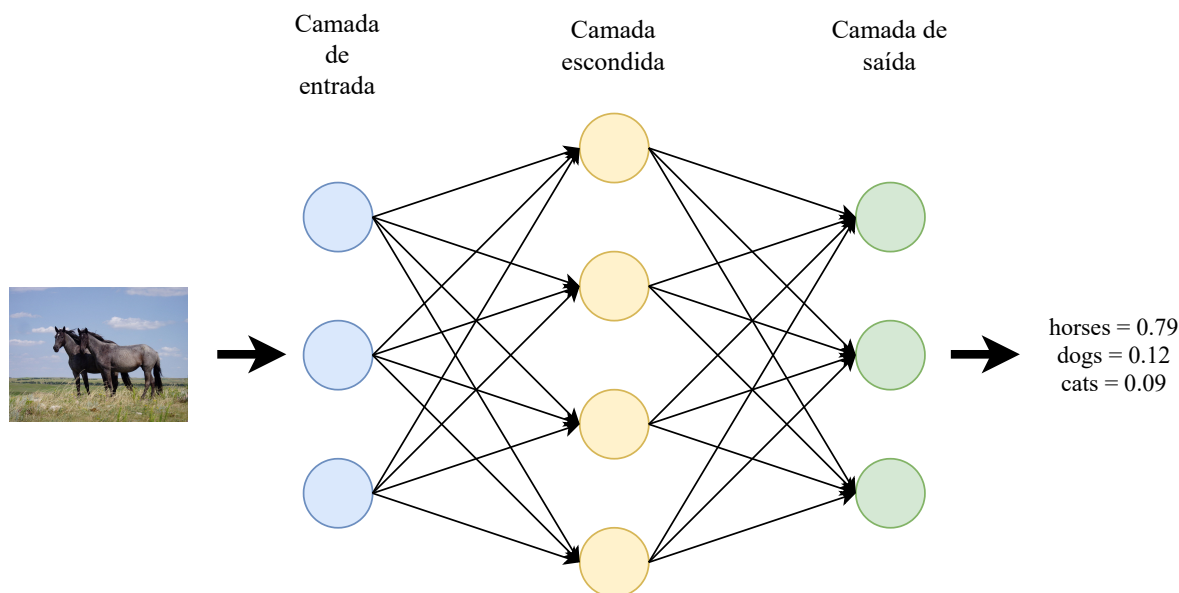 Camada
de
entrada
Camada
escondida
Camada de
saída
horses = 0.79
dogs = 0.12
cats = 0.09